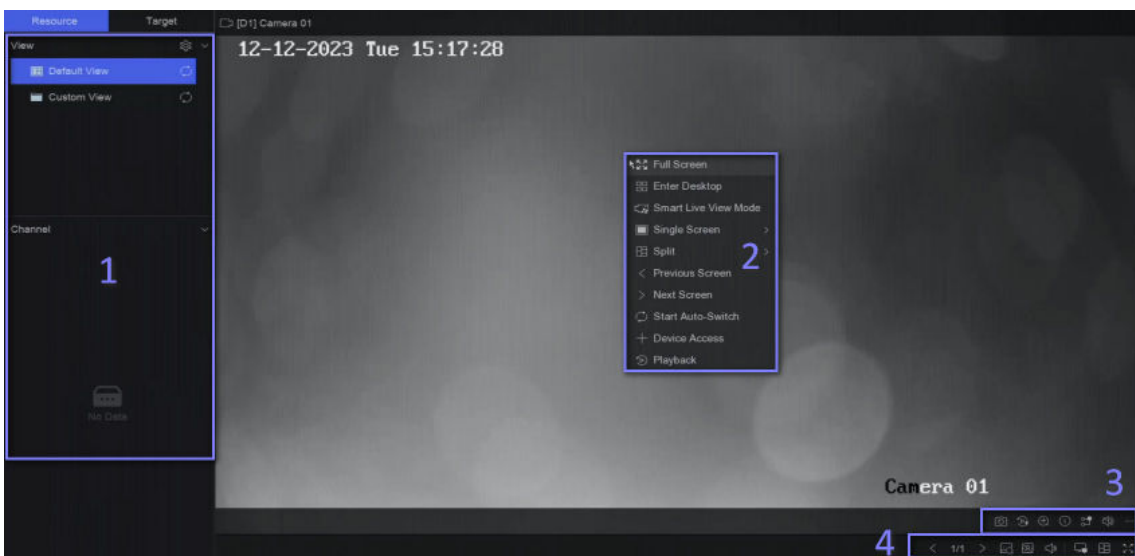 Resource Target
[D1] Camera 01
View
12-12-2023 Tue 15:17:28
Default View
Custom View
Full Screen
Enter Desktop
Smart Live View Mode
Single Screen
Split
2
Previous Screen
Next Screen
Start Auto-Switch
Device Access
Playback
Channel
1
No Data
Camera 01
3
4
1/1